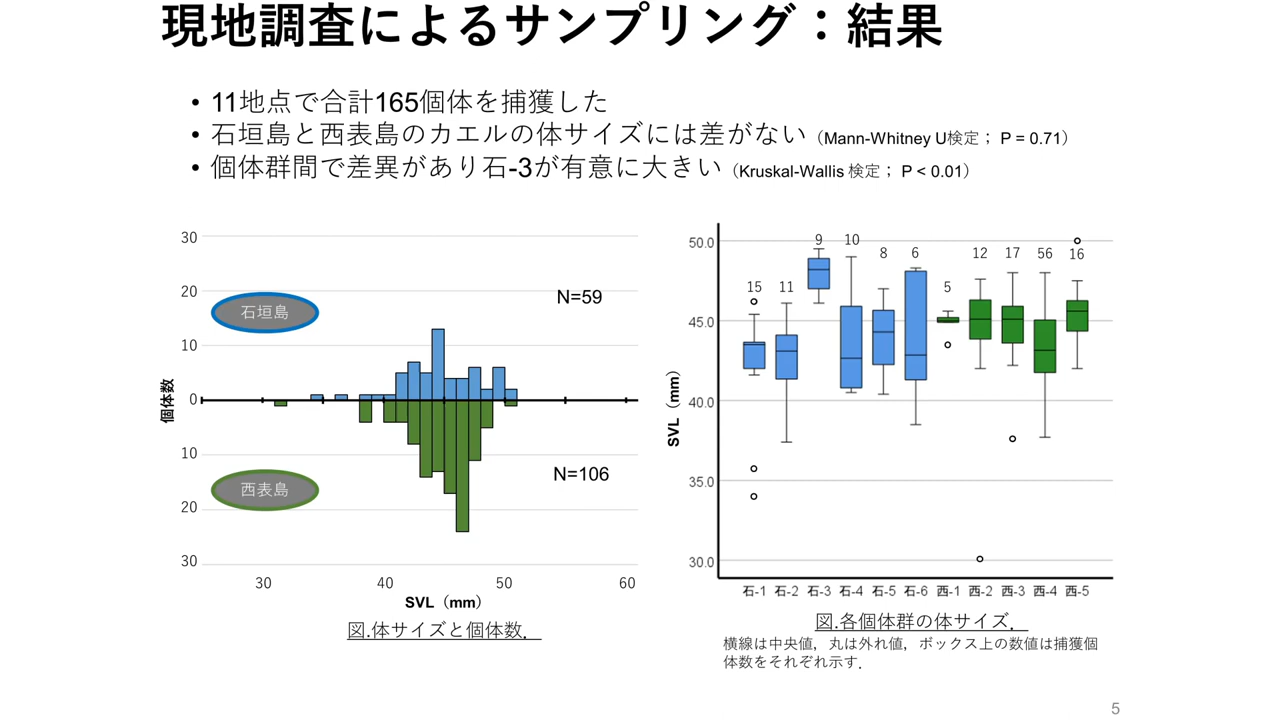 現地調査によるサンプリング：結果
• 11地点で合計165個体を捕獲した
• 石垣島と西表島のカエルの体サイズには差がない（Mann-Whitney U検定； P = 0.71）
• 個体群間で差異があり石-3が有意に大きい（Kruskal-Wallis 検定； P < 0.01）
30
20
10
0
10
20
30
個体数
石垣島
西表島
N=59
N=106
30 40 50 60
SVL（mm）
図.体サイズと個体数.
50.0
45.0
40.0
35.0
30.0
SVL（mm）
15 11 9 10 8 6 5 12 17 56 16
石-1 石-2 石-3 石-4 石-5 石-6 西-1 西-2 西-3 西-4 西-5
図.各個体群の体サイズ.
横線は中央値，丸は外れ値，ボックス上の数値は捕獲個
体数をそれぞれ示す.
5